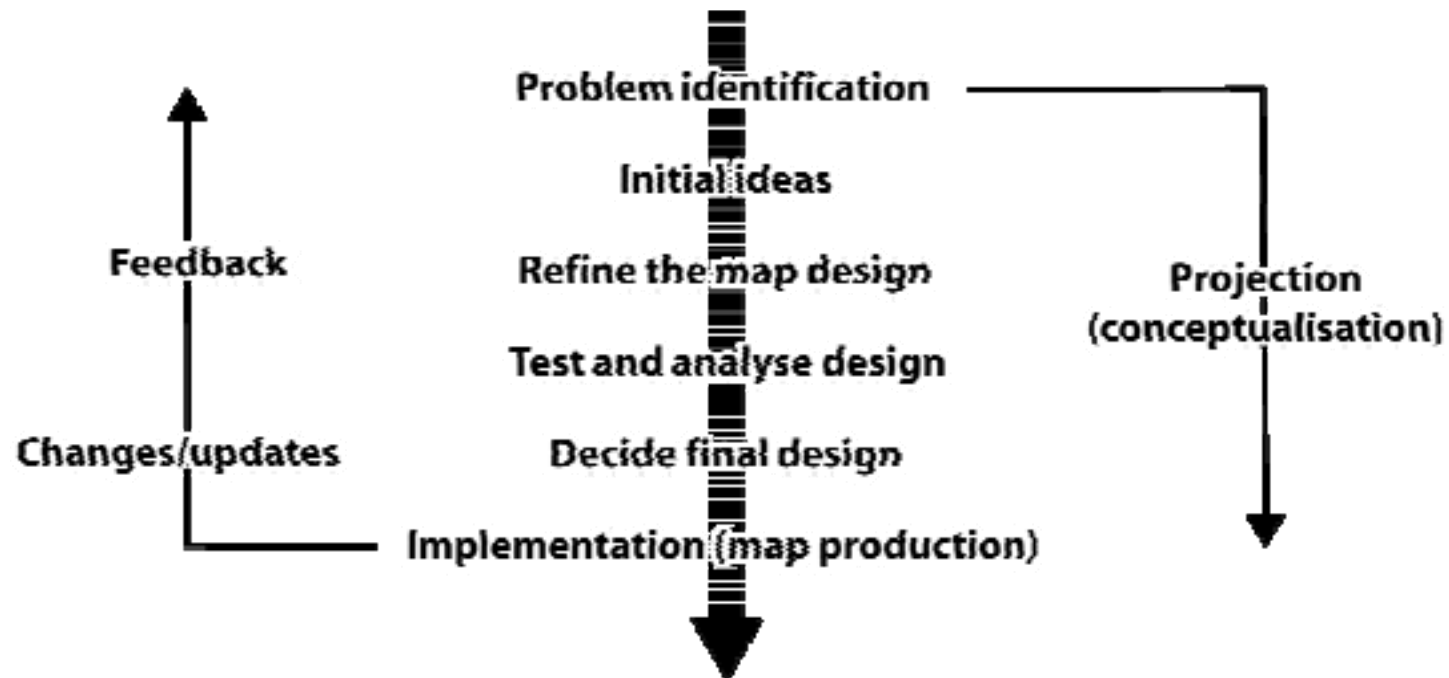 Problem identification
Initial ideas
Refine the map design
Test and analyse design
Decide final design
Implementation (map production)
Feedback
Changes/updates
Projection
(conceptualisation)